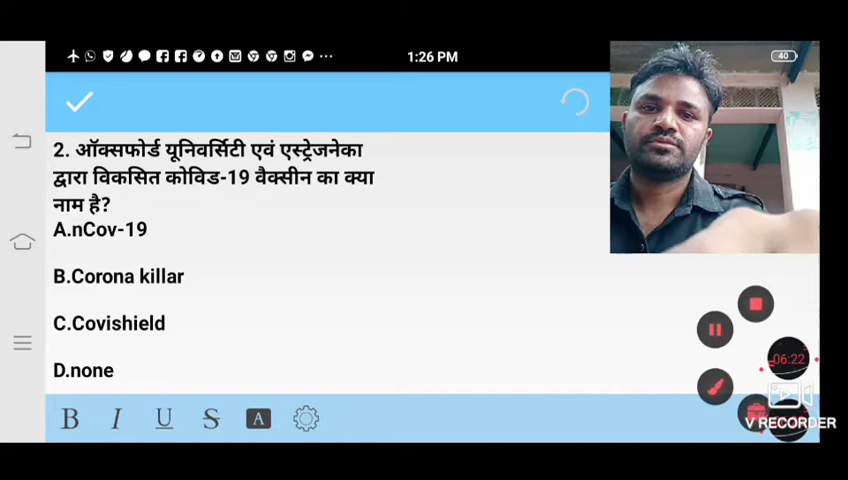 1:26 PM
40
2. ऑक्सफोर्ड यूनिवर्सिटी एवं एस्ट्रेजनेका
द्वारा विकसित कोविड-19 वैक्सीन का क्या
नाम है?
A.nCov-19
B.Corona killar
C.Covishield
D.none
06:22
B I U S A
V RECORDER